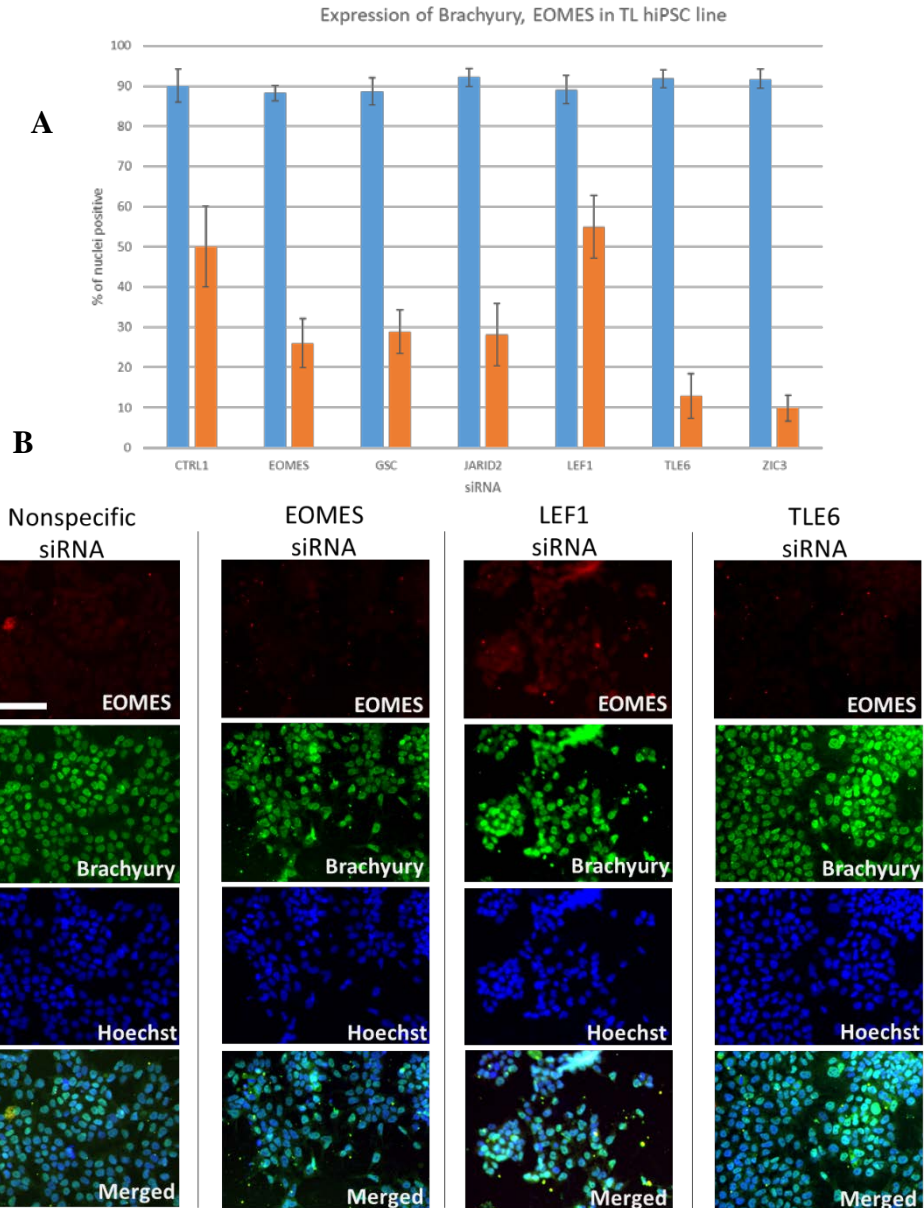 Expression of Brachyury, EOMES in TL hiPSC line
A
% of nuclei positive
100
90
80
70
60
50
40
30
20
10
0
CTRL1 EOMES GSC JARID2 LEF1 TLE6 ZIC3
siRNA
B
Nonspecific siRNA
EOMES siRNA
LEF1 siRNA
TLE6 siRNA
EOMES EOMES EOMES EOMES
Brachyury Brachyury Brachyury Brachyury
Hoechst Hoechst Hoechst Hoechst
Merged Merged Merged Merged